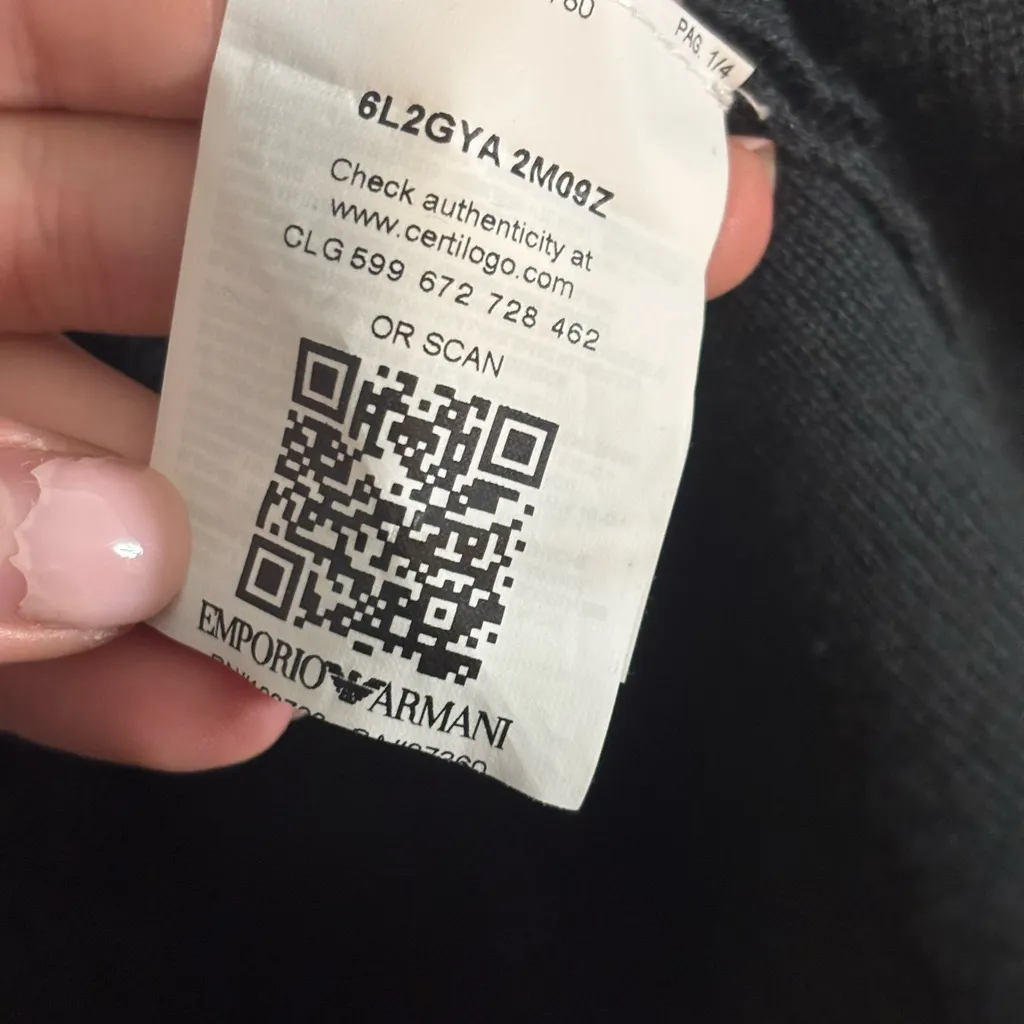 PAG. 1/4
6L2GYA 2M09Z
Check authenticity at
www.certilogo.com
CLG 599 672 728 462
OR SCAN
EMPORIO ARMANI